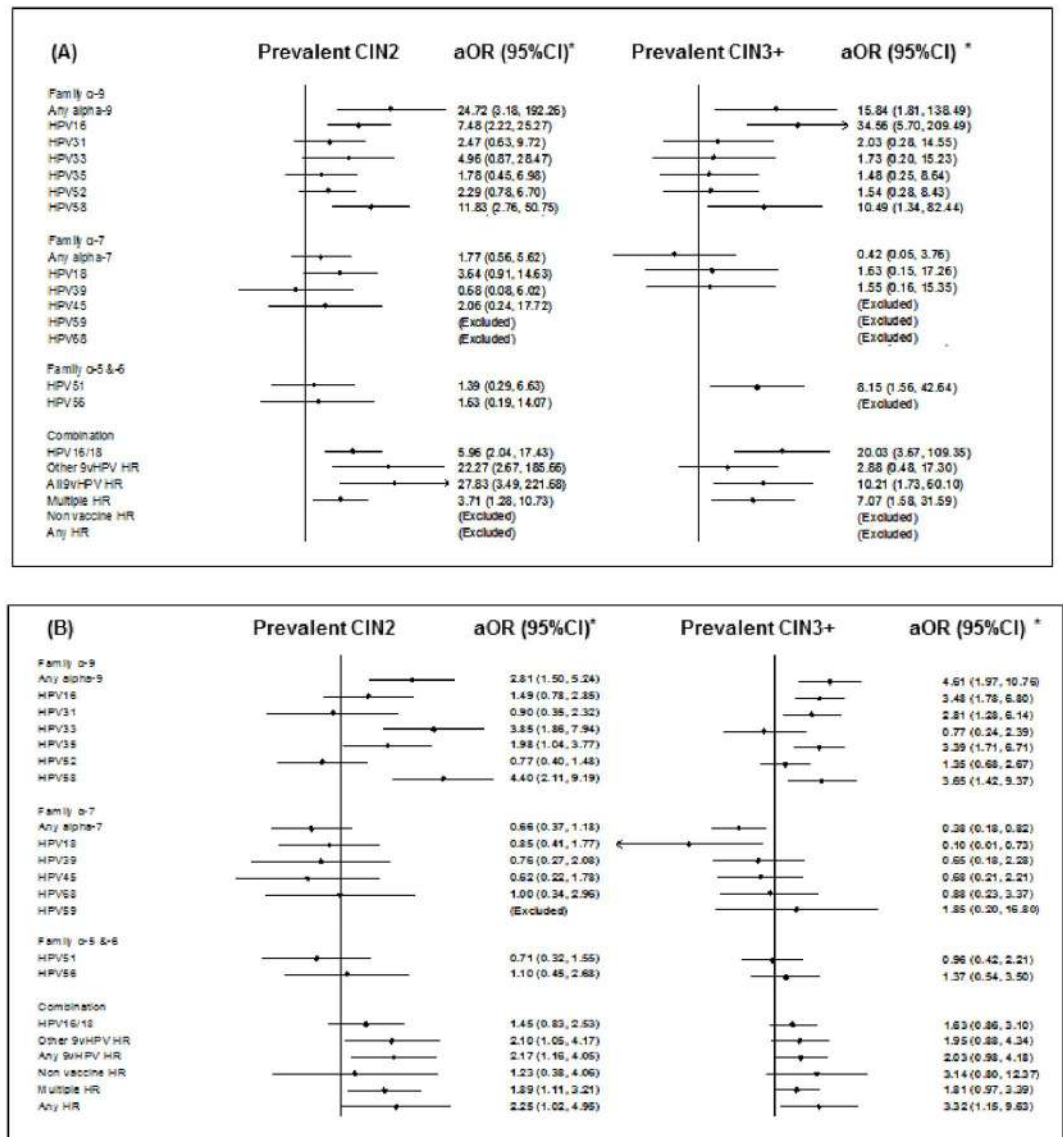 (A) Prevalent CIN2 aOR (95%CI)* Prevalent CIN3+ aOR (95%CI) *
Family α-9
Any alpha-9 24.72 (3.18, 192.26) 15.84 (1.81, 138.49)
HPV16 7.48 (2.22, 25.27) 34.56 (5.70, 209.49)
HPV31 2.47 (0.63, 9.72) 2.03 (0.28, 14.55)
HPV33 4.96 (0.87, 28.47) 1.73 (0.20, 15.23)
HPV35 1.78 (0.45, 6.98) 1.48 (0.25, 8.64)
HPV52 2.29 (0.78, 6.70) 1.54 (0.28, 8.43)
HPV58 11.83 (2.76, 50.75) 10.49 (1.34, 82.44)
Family α-7
Any alpha-7 1.77 (0.56, 5.62) 0.42 (0.05, 3.76)
HPV18 3.64 (0.91, 14.63) 1.63 (0.15, 17.26)
HPV39 0.68 (0.08, 6.02) 1.55 (0.16, 15.35)
HPV45 2.06 (0.24, 17.72) (Excluded)
HPV59 (Excluded) (Excluded)
HPV68 (Excluded) (Excluded)
Family α-5 &-6
HPV51 1.39 (0.29, 6.63) 8.15 (1.56, 42.64)
HPV56 1.63 (0.19, 14.07) (Excluded)
Combination
HPV16/18 5.96 (2.04, 17.43) 20.03 (3.67, 109.35)
Other 9vHPV HR 22.27 (2.67, 185.66) 2.88 (0.48, 17.30)
All 9vHPV HR 27.83 (3.49, 221.68) 10.21 (1.73, 60.10)
Multiple HR 3.71 (1.28, 10.73) 7.07 (1.58, 31.59)
Non vaccine HR (Excluded) (Excluded)
Any HR (Excluded) (Excluded)
(B) Prevalent CIN2 aOR (95%CI)* Prevalent CIN3+ aOR (95%CI) *
Family α-9
Any alpha-9 2.81 (1.50, 5.24) 4.61 (1.97, 10.76)
HPV16 1.49 (0.78, 2.85) 3.48 (1.78, 6.80)
HPV31 0.90 (0.35, 2.32) 2.81 (1.28, 6.14)
HPV33 3.85 (1.86, 7.94) 0.77 (0.24, 2.39)
HPV35 1.98 (1.04, 3.77) 3.39 (1.71, 6.71)
HPV52 0.77 (0.40, 1.48) 1.35 (0.68, 2.67)
HPV58 4.40 (2.11, 9.19) 3.65 (1.42, 9.37)
Family α-7
Any alpha-7 0.66 (0.37, 1.18) 0.38 (0.18, 0.82)
HPV18 0.85 (0.41, 1.77) 0.10 (0.01, 0.73)
HPV39 0.76 (0.27, 2.08) 0.65 (0.18, 2.28)
HPV45 0.62 (0.22, 1.78) 0.68 (0.21, 2.21)
HPV68 1.00 (0.34, 2.96) 0.88 (0.23, 3.37)
HPV59 (Excluded) 1.85 (0.20, 16.80)
Family α-5 &-6
HPV51 0.71 (0.32, 1.55) 0.96 (0.42, 2.21)
HPV56 1.10 (0.45, 2.68) 1.37 (0.54, 3.50)
Combination
HPV16/18 1.45 (0.83, 2.53) 1.63 (0.86, 3.10)
Other 9vHPV HR 2.10 (1.05, 4.17) 1.95 (0.88, 4.34)
Any 9vHPV HR 2.17 (1.16, 4.05) 2.03 (0.98, 4.18)
Non vaccine HR 1.23 (0.38, 4.06) 3.14 (0.80, 12.37)
Multiple HR 1.89 (1.11, 3.21) 1.81 (0.97, 3.39)
Any HR 2.25 (1.02, 4.95) 3.32 (1.15, 9.63)